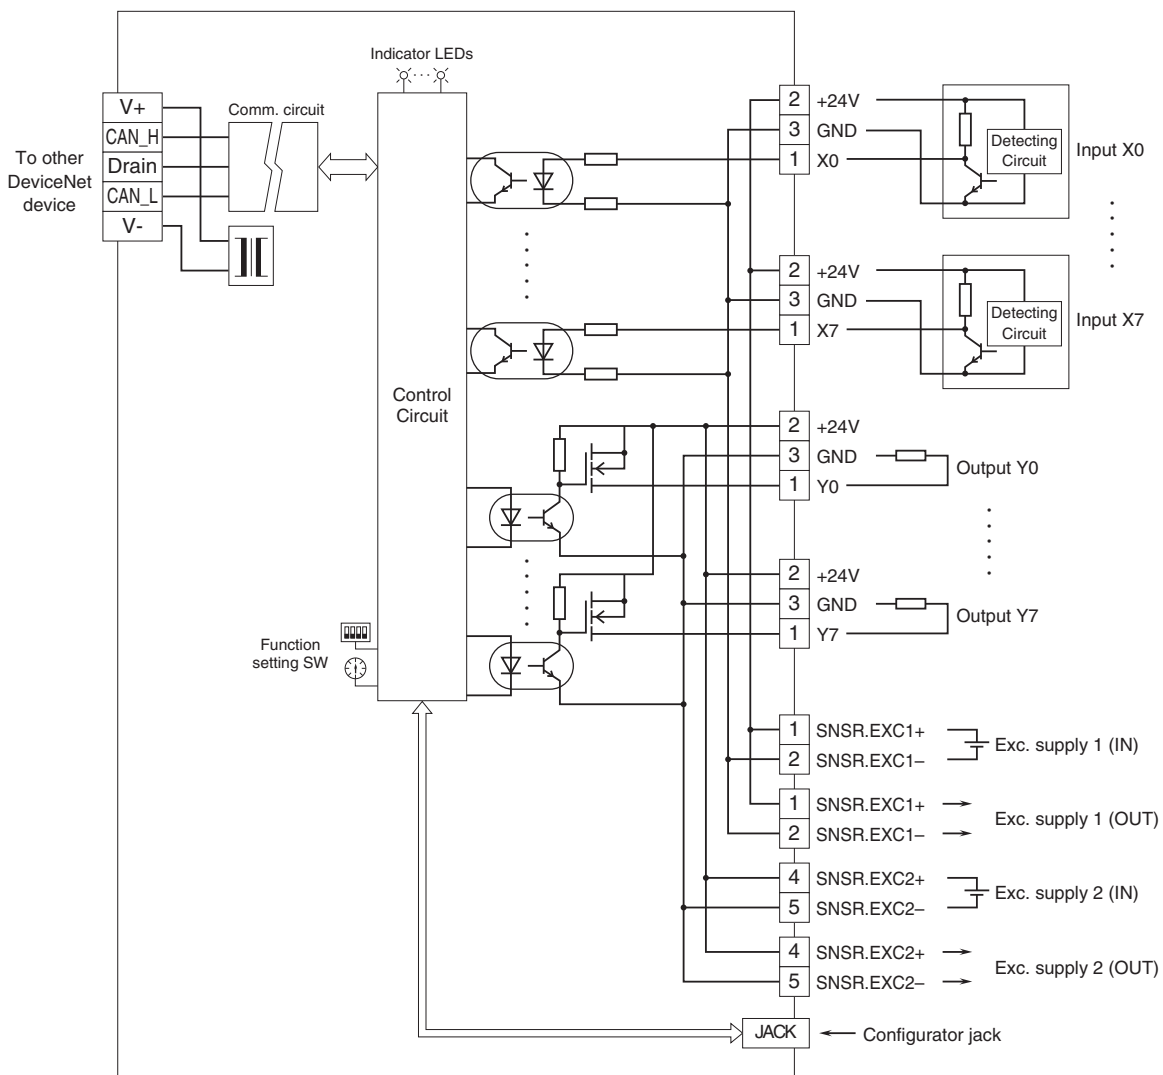 Indicator LEDs
V+
CAN_H
Drain
CAN_L
V-
To other
DeviceNet
device
Comm. circuit
Control
Circuit
Function
setting SW
2 +24V
3 GND
1 X0
Detecting
Circuit
Input X0
2 +24V
3 GND
1 X7
Detecting
Circuit
Input X7
2 +24V
3 GND
1 Y0
Output Y0
2 +24V
3 GND
1 Y7
Output Y7
1 SNSR.EXC1+
2 SNSR.EXC1–
Exc. supply 1 (IN)
1 SNSR.EXC1+
2 SNSR.EXC1–
Exc. supply 1 (OUT)
4 SNSR.EXC2+
5 SNSR.EXC2–
Exc. supply 2 (IN)
4 SNSR.EXC2+
5 SNSR.EXC2–
Exc. supply 2 (OUT)
JACK
Configurator jack